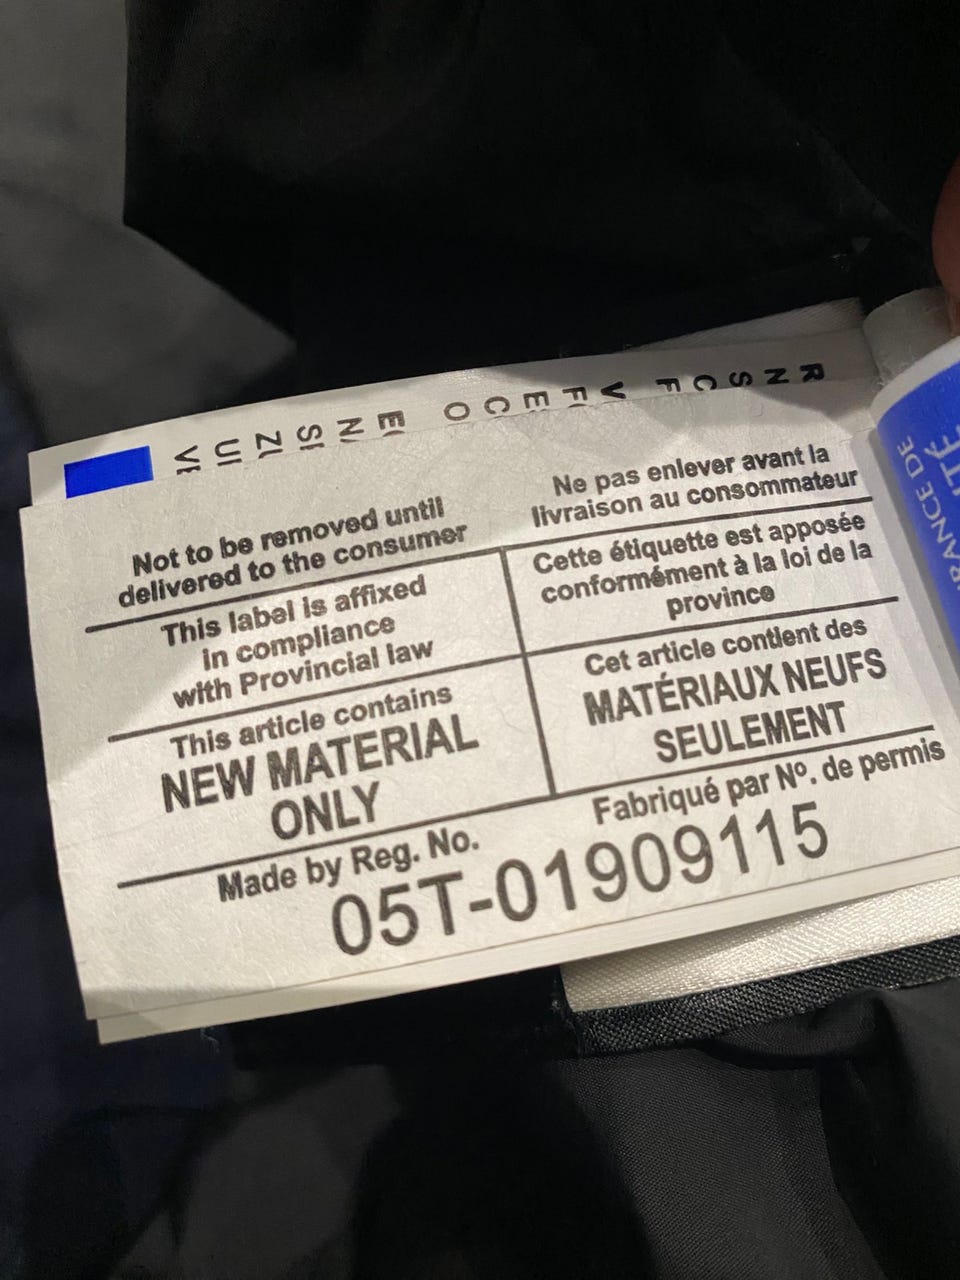 Not to be removed until
delivered to the consumer
Ne pas enlever avant la
livraison au consommateur
This label is affixed
in compliance
with Provincial law
Cette étiquette est apposée
conformément à la loi de la
province
This article contains
NEW MATERIAL
ONLY
Cet article contient des
MATÉRIAUX NEUFS
SEULEMENT
Made by Reg. No.
Fabriqué par Nº. de permis
05T-01909115